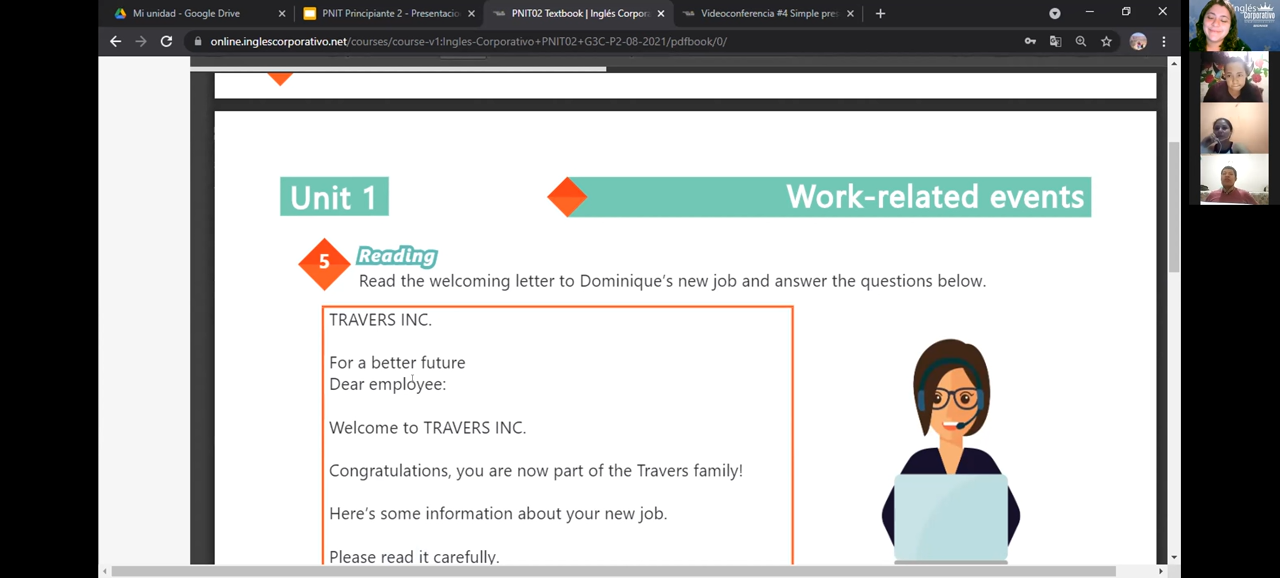 Mi unidad - Google Drive
PNIT Principiante 2 - Presentacio
PNIT02 Textbook | Inglés Corpor
Videoconferencia #4 Simple pres
online.inglescorporativo.net/courses/course-v1:Ingles-Corporativo+PNIT02+G3C-P2-08-2021/pdfbook/0/
Inglés
Corporativo
Unit 1
Work-related events
5
Reading
Read the welcoming letter to Dominique's new job and answer the questions below.
TRAVERS INC.
For a better future
Dear employee:
Welcome to TRAVERS INC.
Congratulations, you are now part of the Travers family!
Here's some information about your new job.
Please read it carefully.